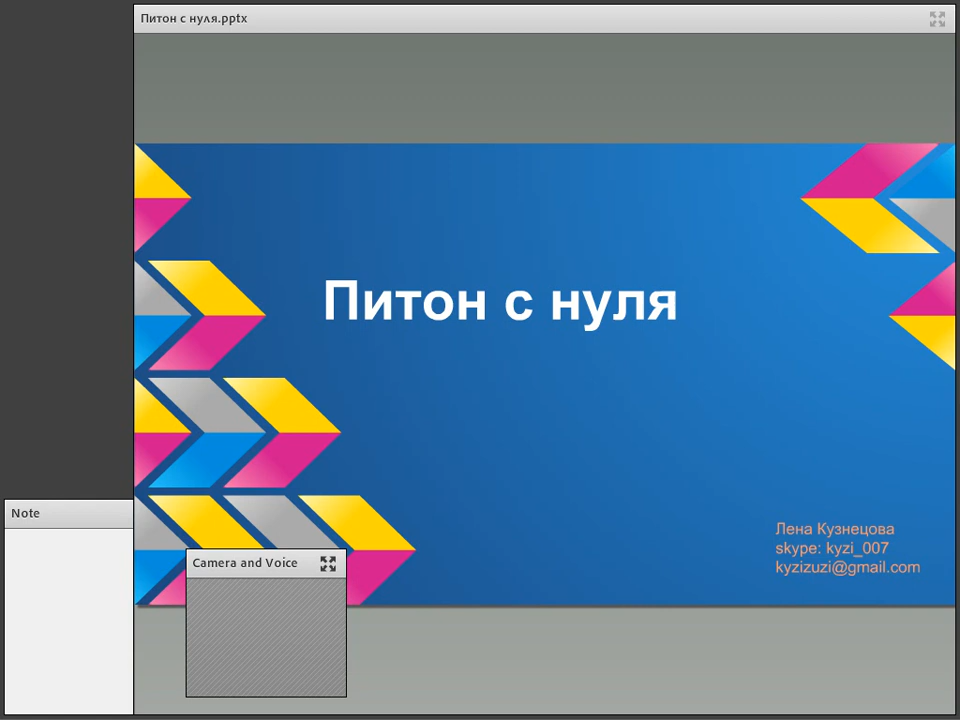 Питон с нуля.pptx
Питон с нуля
Лена Кузнецова
skype: kyzi_007
kyzizuzi@gmail.com
Note
Camera and Voice